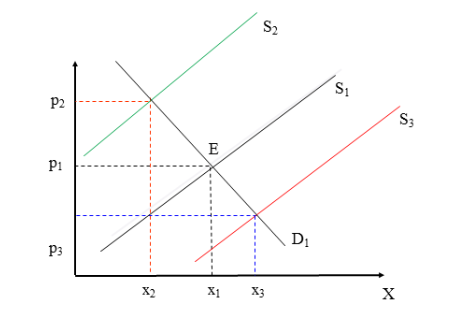 S₂
p₂
S₁
S₃
E
p₁
D₁
p₃
x₂
x₁
x₃
X